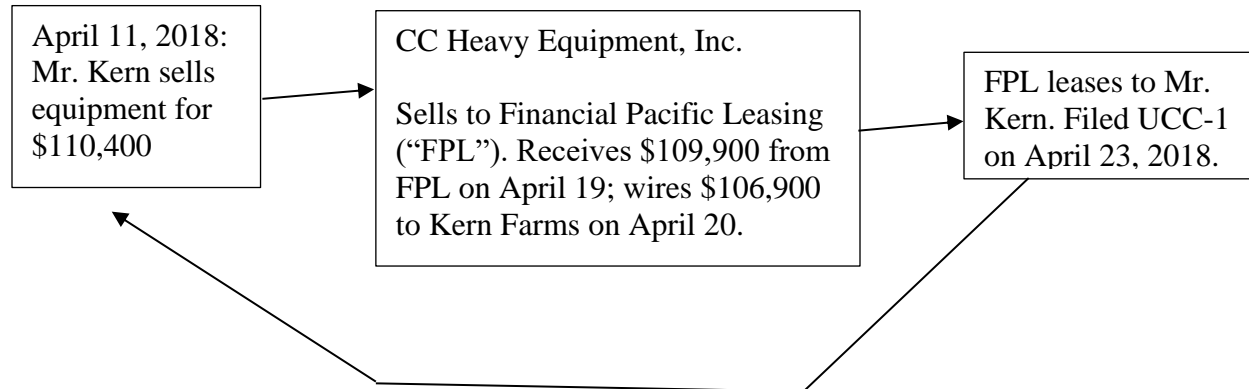 April 11, 2018:
Mr. Kern sells
equipment for
$110,400
CC Heavy Equipment, Inc.
Sells to Financial Pacific Leasing
(“FPL”). Receives $109,900 from
FPL on April 19; wires $106,900
to Kern Farms on April 20.
FPL leases to Mr.
Kern. Filed UCC-1
on April 23, 2018.